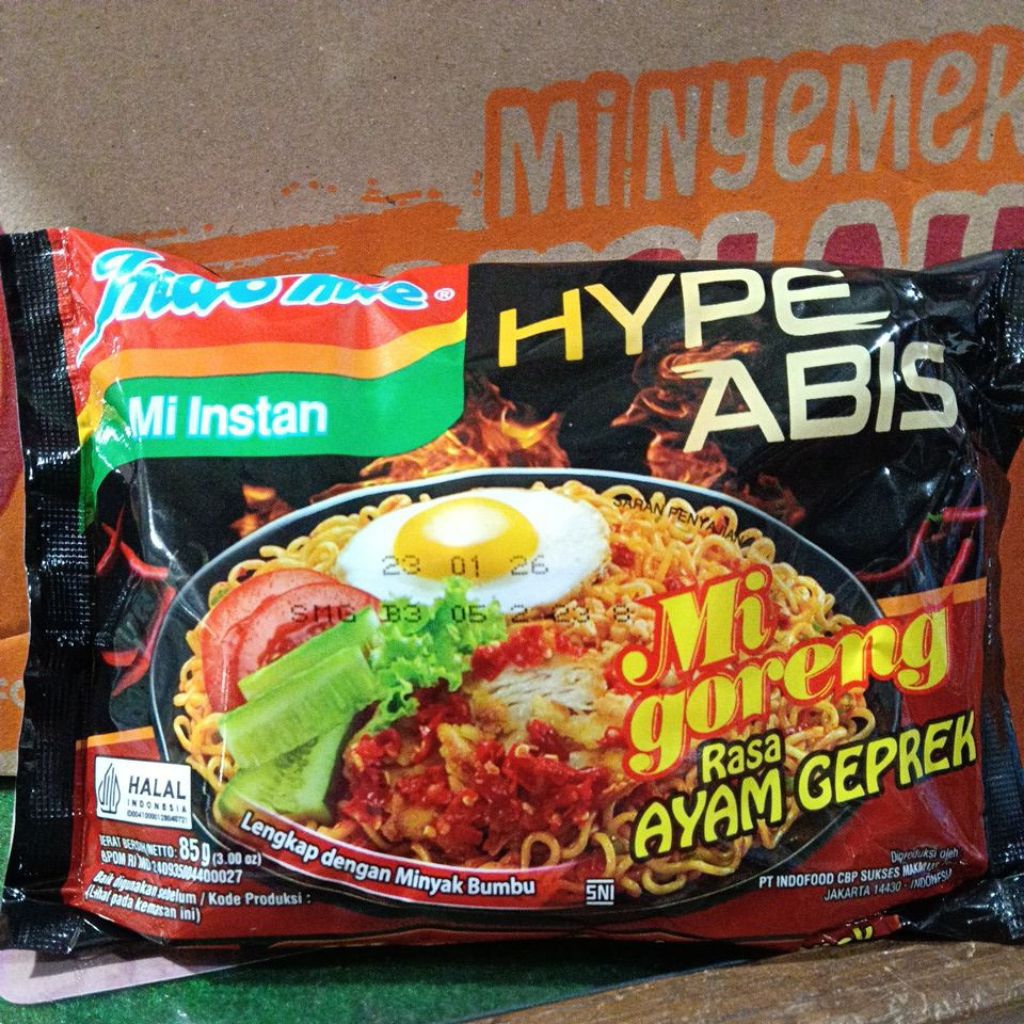 MiNyemek
Indomie®
Mi Instan
HYPE
ABIS
SARAN PENYAJIAN
23 01 26
SMG B3 05 2 23 8
Mi
goreng
Rasa
AYAM GEPREK
HALAL
INDONESIA
BERAT BERSIH/NETTO: 85 g (3.00 oz)
Baik digunakan sebelum / Kode Produksi :
(Lihat pada kemasan ini)
Lengkap dengan Minyak Bumbu
SNI
Diproduksi oleh
PT INDOFOOD CBP SUKSES MAKMUR
JAKARTA 14430 - INDONESIA